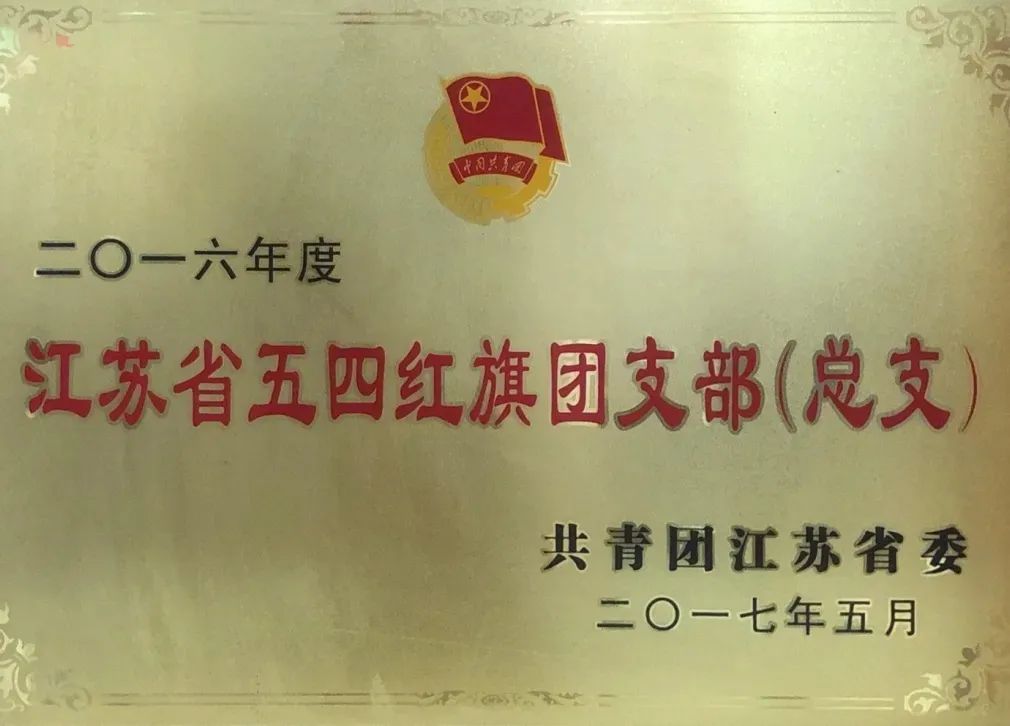 中国共青团
二〇一六年度
江苏省五四红旗团支部(总支)
共青团江苏省委
二〇一七年五月